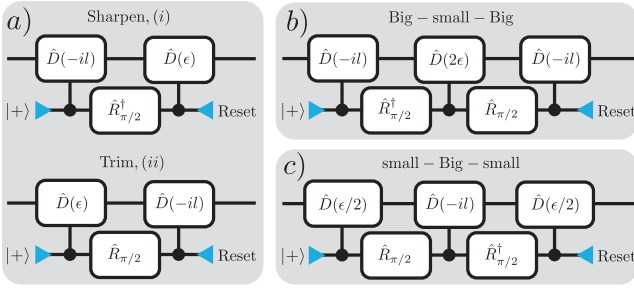 a) Sharpen, (i)
D̂(−il) D̂(ϵ)
|+⟩ R̂†π/2 Reset
Trim, (ii)
D̂(ϵ) D̂(−il)
|+⟩ R̂π/2 Reset
b) Big − small − Big
D̂(−il) D̂(2ϵ) D̂(−il)
|+⟩ R̂†π/2 R̂π/2 Reset
c) small − Big − small
D̂(ϵ/2) D̂(−il) D̂(ϵ/2)
|+⟩ R̂π/2 R̂†π/2 Reset